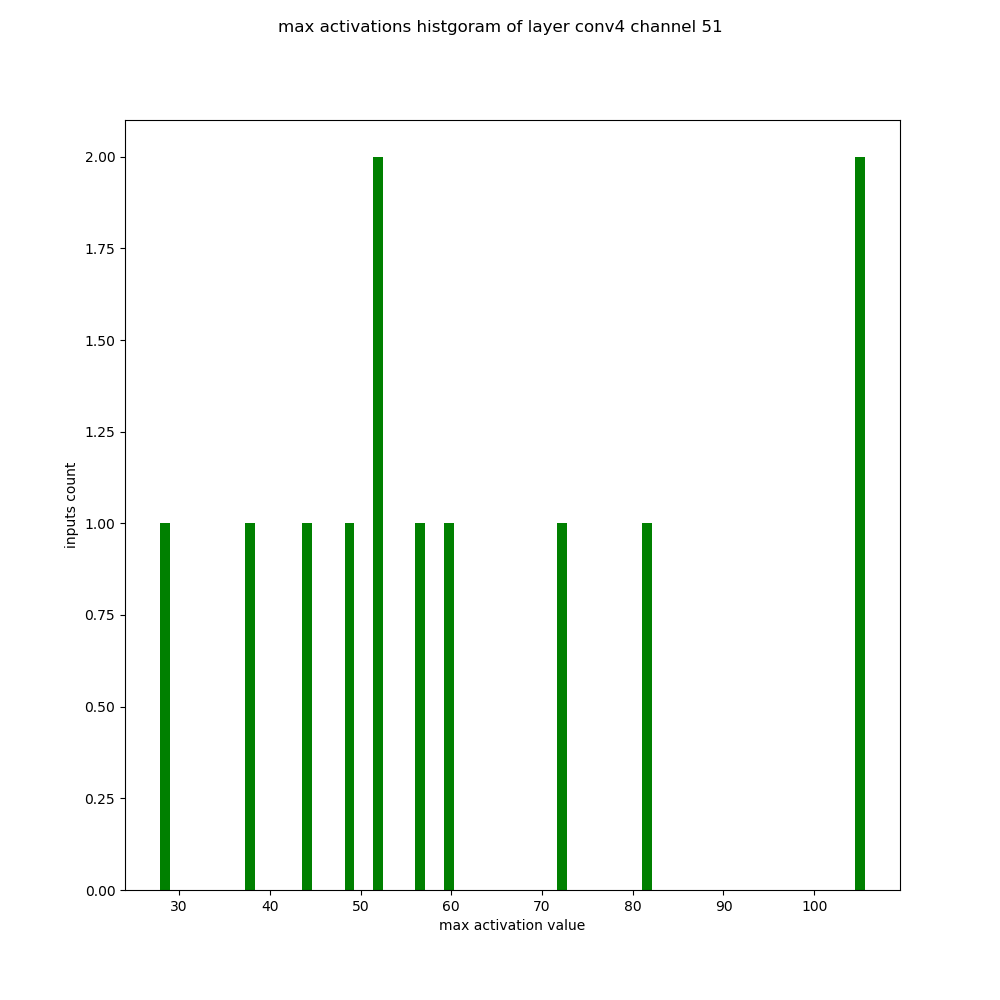 max activations histgoram of layer conv4 channel 51
2.00
1.75
1.50
1.25
1.00
0.75
0.50
0.25
0.00
inputs count
30 40 50 60 70 80 90 100
max activation value